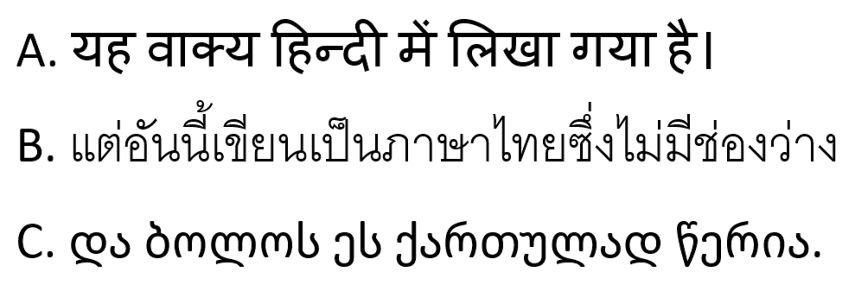 A. यह वाक्य हिन्दी में लिखा गया है।
B. แต่อันนี้เขียนเป็นภาษาไทยซึ่งไม่มีช่องว่าง
C. და ბოლოს ეს ქართულად წერია.